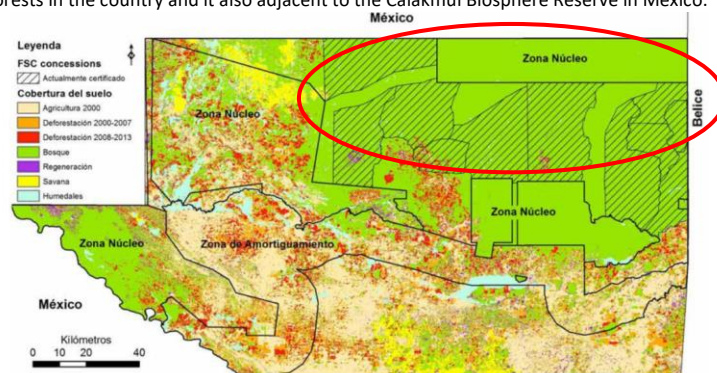 orests in the country and it also adjacent to the Calakmul Biosphere Reserve in México.
México
Leyenda
FSC concessions
Actualmente certificado
Cobertura del suelo
Agricultura 2000
Deforestación 2000-2007
Deforestación 2008-2013
Bosque
Regeneración
Savana
Humedales
Zona Núcleo
Zona Núcleo
Belice
Zona Núcleo
Zona Núcleo
Zona de Amortiguamiento
México
Kilómetros
0 10 20 40